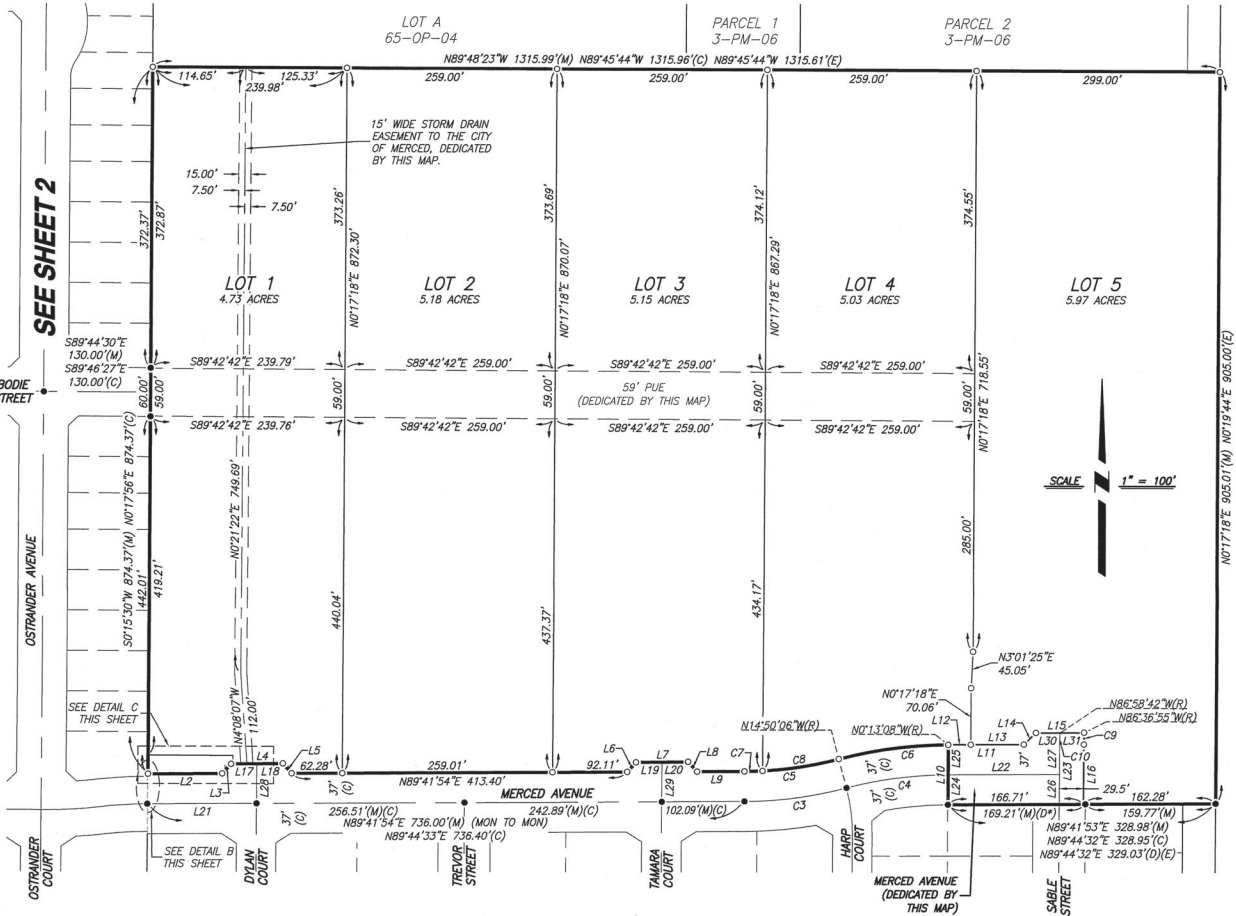 LOT A
65-OP-04
PARCEL 1
3-PM-06
PARCEL 2
3-PM-06
N89°48'23"W 1315.99'(M) N89°45'44"W 1315.96'(C) N89°45'44"W 1315.61'(E)
114.65'
125.33'
239.98'
259.00'
259.00'
259.00'
299.00'
15' WIDE STORM DRAIN
EASEMENT TO THE CITY
OF MERCED, DEDICATED
BY THIS MAP.
15.00'
7.50'
7.50'
SEE SHEET 2
372.37'
372.87'
373.26'
N0°17'18"E 872.30'
373.69'
N0°17'18"E 870.07'
374.12'
N0°17'18"E 867.29'
374.55'
LOT 1
4.73 ACRES
LOT 2
5.18 ACRES
LOT 3
5.15 ACRES
LOT 4
5.03 ACRES
LOT 5
5.97 ACRES
S89°44'30"E
130.00'(M)
S89°46'27"E
130.00'(C)
BODIE
STREET
S89°42'42"E 239.79'
S89°42'42"E 259.00'
S89°42'42"E 259.00'
S89°42'42"E 259.00'
60.00'
59.00'
59.00'
59.00'
59.00'
59.00'
N0°17'18"E 718.55'
59' PUE
(DEDICATED BY THIS MAP)
S89°42'42"E 239.76'
S89°42'42"E 259.00'
S89°42'42"E 259.00'
S89°42'42"E 259.00'
N0°17'18"E 905.01'(M) N0°19'44"E 905.00'(E)
SCALE N 1" = 100'
OSTRANDER AVENUE
S0°15'30"W 874.37'(M) N0°17'56"E 874.37'(C)
442.01'
419.21'
N0°21'22"E 749.69'
440.04'
437.37'
434.17'
285.00'
N3°01'25"E
45.05'
N0°17'18"E
70.06'
SEE DETAIL C
THIS SHEET
N4°08'07"W
112.00'
N14°50'06"W(R)
N0°13'08"W(R)
N86°58'42"W(R)
N86°36'55"W(R)
L2
L3
L4
L17
L18
L28
L5
62.28'
259.01'
N89°41'54"E 413.40'
92.11'
L6
L7
L19
L20
L29
L8
L9
C7
C5
C8
C6
37'
(C)
L12
L25
L11
L13
L14
37'
L15
L30
L31
C9
C10
L10
L24
L22
L27
L23
L26
L16
29.5'
L21
37'
(C)
37'
(C)
MERCED AVENUE
256.51'(M)(C)
242.89'(M)(C)
102.09'(M)(C)
C3
37'
(C)
C4
N89°41'54"E 736.00'(M) (MON TO MON)
N89°44'33"E 736.40'(C)
166.71'
169.21'(M)(D*)
162.28'
159.77'(M)
N89°41'53"E 328.98'(M)
N89°44'32"E 328.95'(C)
N89°44'32"E 329.03'(D)(E)
SEE DETAIL B
THIS SHEET
OSTRANDER
COURT
DYLAN
COURT
TREVOR
STREET
TAMARA
COURT
HARP
COURT
MERCED AVENUE
(DEDICATED BY
THIS MAP)
SABLE
STREET